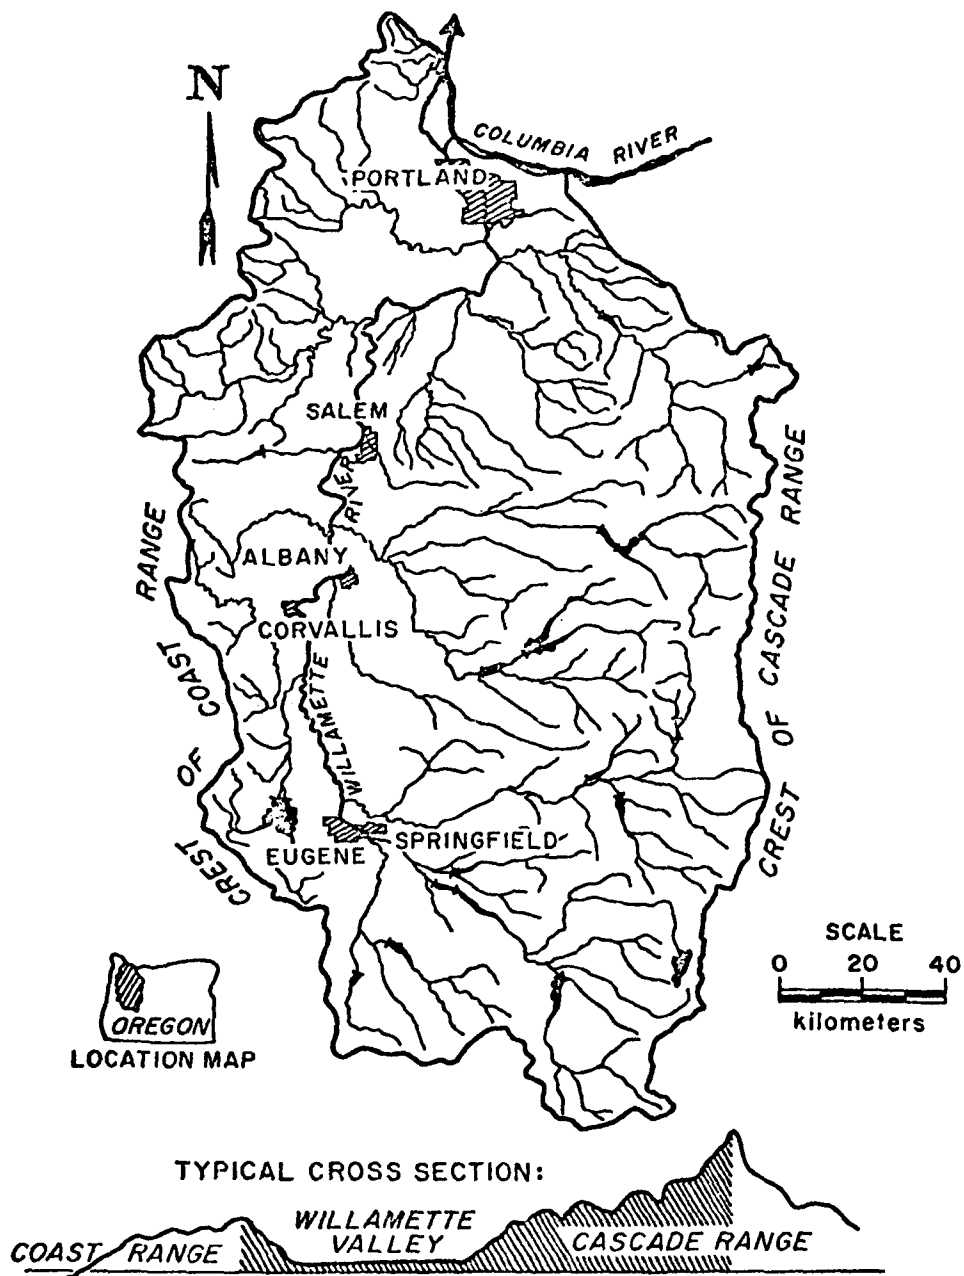 N
COLUMBIA RIVER
PORTLAND
SALEM
RIVER
ALBANY
CORVALLIS
WILLAMETTE
SPRINGFIELD
EUGENE
CREST OF COAST RANGE
CREST OF CASCADE RANGE
SCALE
0 20 40
kilometers
OREGON
LOCATION MAP
TYPICAL CROSS SECTION:
WILLAMETTE
VALLEY
COAST RANGE
CASCADE RANGE